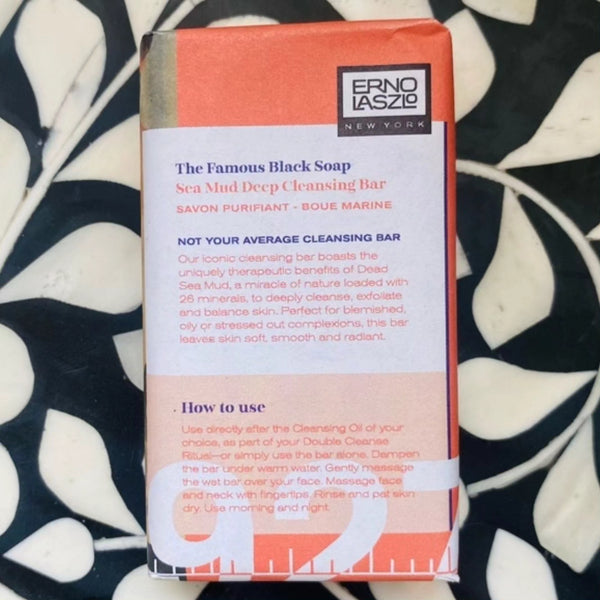 ERNO
LASZLO
NEW YORK
The Famous Black Soap
Sea Mud Deep Cleansing Bar
SAVON PURIFIANT - BOUE MARINE
NOT YOUR AVERAGE CLEANSING BAR
Our iconic cleansing bar boasts the
uniquely therapeutic benefits of Dead
Sea Mud, a miracle of nature loaded with
26 minerals, to deeply cleanse, exfoliate
and balance skin. Perfect for blemished,
oily or stressed out complexions, this bar
leaves skin soft, smooth and radiant.
How to use
Use directly after the Cleansing Oil of your
choice, as part of your Double Cleanse
Ritual—or simply use the bar alone. Dampen
the bar under warm water. Gently massage
the wet bar over your face. Massage face
and neck with fingertips. Rinse and pat skin
dry. Use morning and night.
927